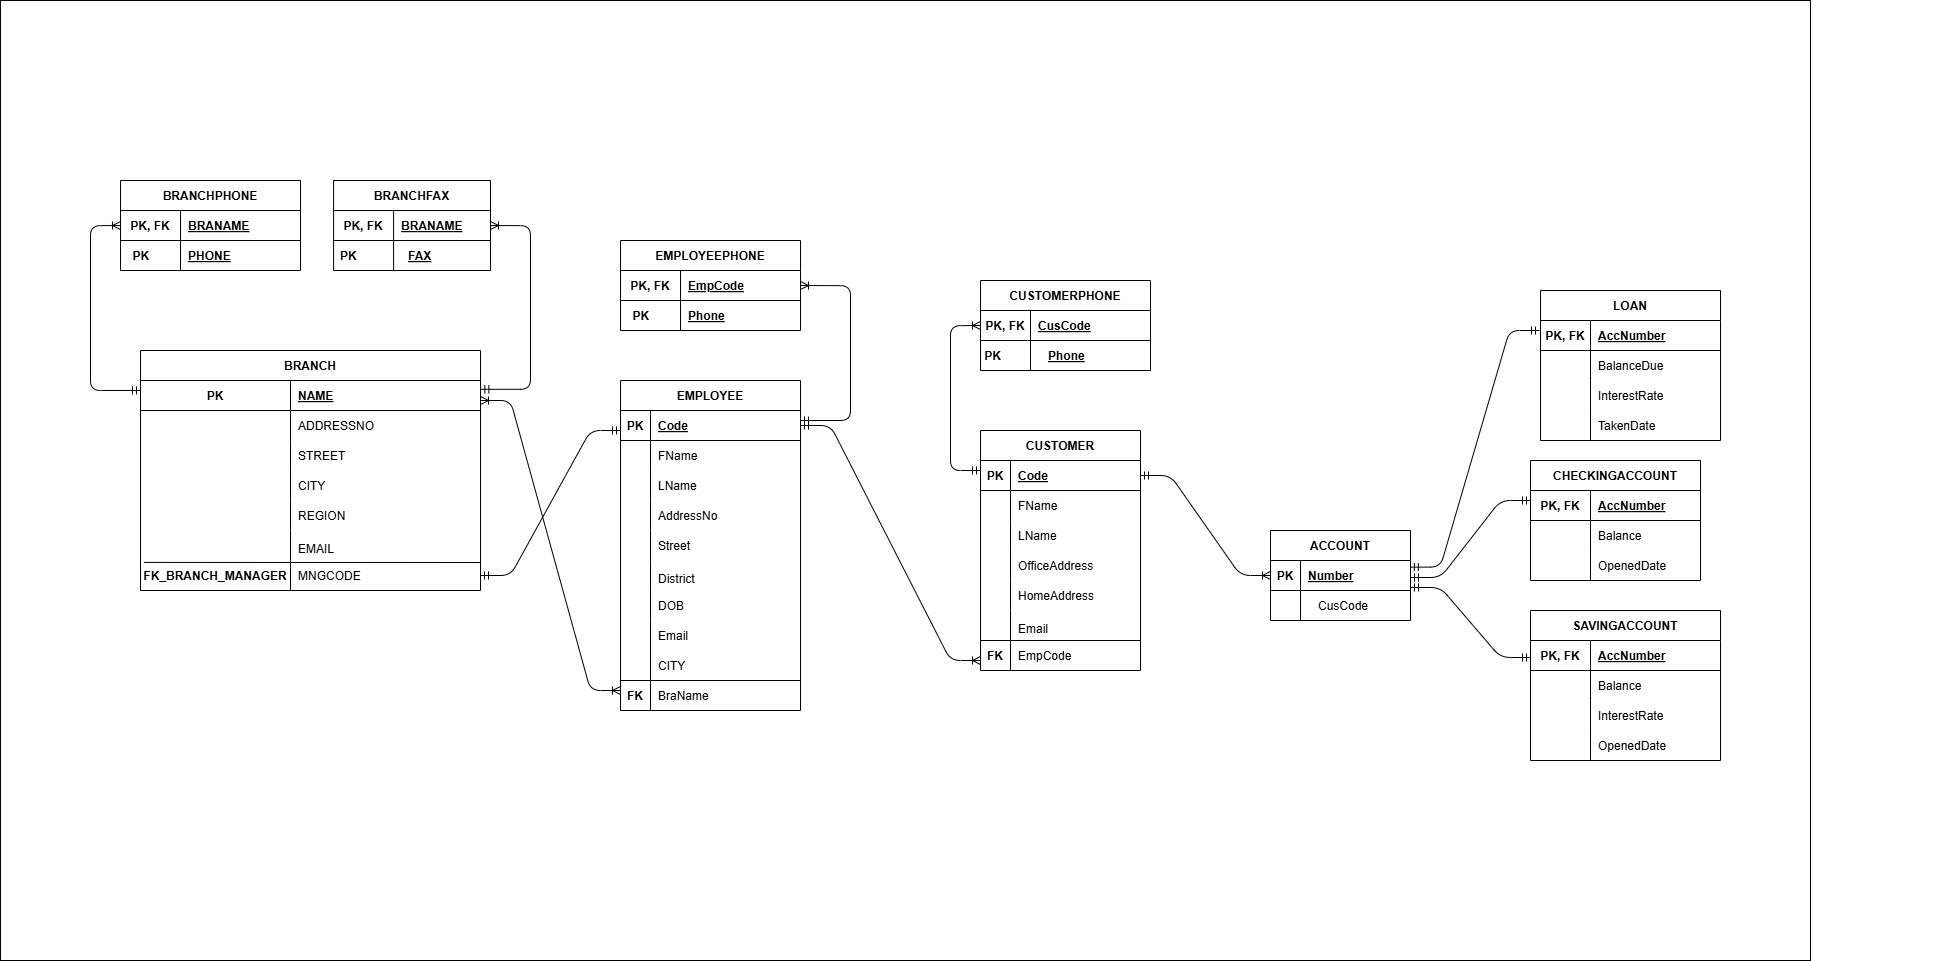 BRANCHPHONE
PK, FK BRANAME
PK PHONE
BRANCHFAX
PK, FK BRANAME
PK FAX
BRANCH
PK NAME
ADDRESSNO
STREET
CITY
REGION
EMAIL
FK_BRANCH_MANAGER MNGCODE
EMPLOYEEPHONE
PK, FK EmpCode
PK Phone
EMPLOYEE
PK Code
FName
LName
AddressNo
Street
District
DOB
Email
CITY
FK BraName
CUSTOMERPHONE
PK, FK CusCode
PK Phone
CUSTOMER
PK Code
FName
LName
OfficeAddress
HomeAddress
Email
FK EmpCode
ACCOUNT
PK Number
CusCode
LOAN
PK, FK AccNumber
BalanceDue
InterestRate
TakenDate
CHECKINGACCOUNT
PK, FK AccNumber
Balance
OpenedDate
SAVINGACCOUNT
PK, FK AccNumber
Balance
InterestRate
OpenedDate